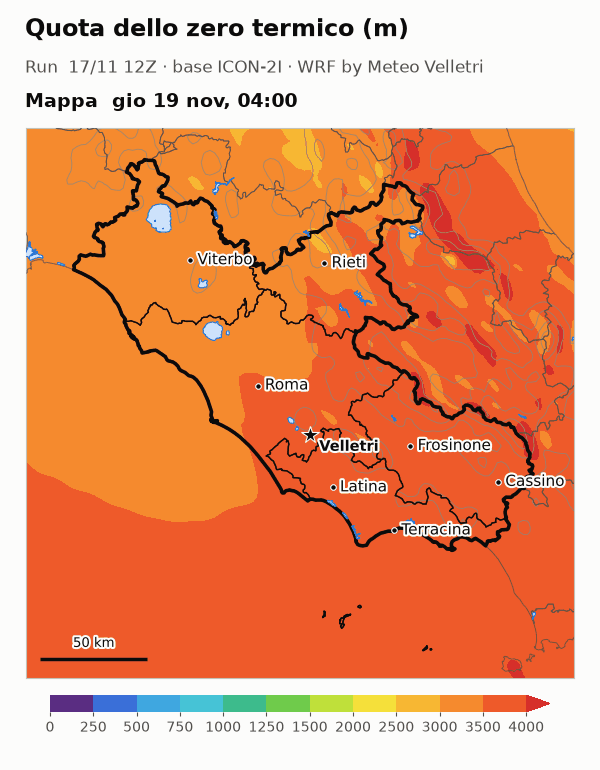 Quota dello zero termico (m)
Run  17/11 12Z · base ICON-2I · WRF by Meteo Velletri
Mappa  gio 19 nov, 04:00
Viterbo
Rieti
Roma
Velletri
Frosinone
Cassino
Latina
Terracina
50 km
0 250 500 750 1000 1250 1500 2000 2500 3000 3500 4000